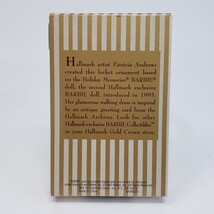 Hallmark artist Patricia Andrews
created this locket ornament based
on the Holiday Memories® BARBIE®
doll, the second Hallmark exclusive
BARBIE doll, introduced in 1995.
Her glamorous walking dress is
inspired by an antique greeting card from the
Hallmark Archives. Look for other
Hallmark exclusive BARBIE Collectibles™
in your Hallmark Gold Crown store.